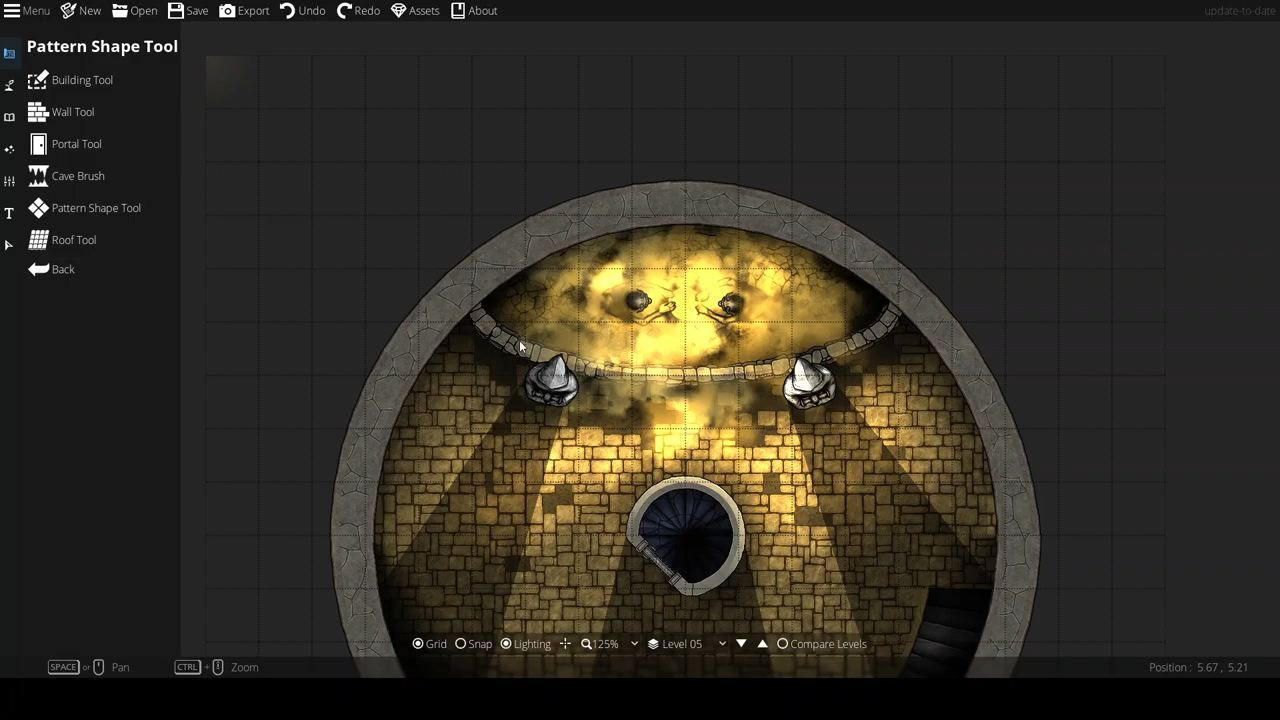 Menu New Open Save Export Undo Redo Assets About update-to-date
Pattern Shape Tool
Building Tool
Wall Tool
Portal Tool
Cave Brush
Pattern Shape Tool
Roof Tool
Back
Grid Snap Lighting 125% Level 05 Compare Levels
SPACE or Pan CTRL + Zoom Position : 5.67 , 5.21